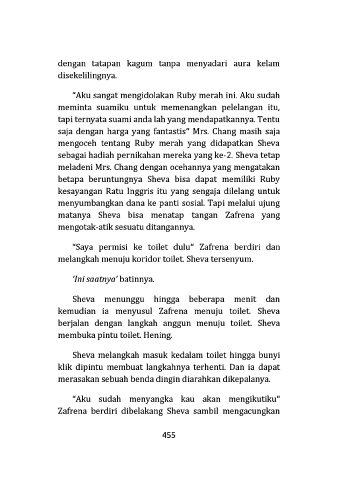 dengan tatapan kagum tanpa menyadari aura kelam
disekelilingnya.
"Aku sangat mengidolakan Ruby merah ini. Aku sudah
meminta suamiku untuk memenangkan pelelangan itu,
tapi ternyata suami anda lah yang mendapatkannya. Tentu
saja dengan harga yang fantastis" Mrs. Chang masih saja
mengoceh tentang Ruby merah yang didapatkan Sheva
sebagai hadiah pernikahan mereka yang ke-2. Sheva tetap
meladeni Mrs. Chang dengan ocehannya yang mengatakan
betapa beruntungnya Sheva bisa dapat memiliki Ruby
kesayangan Ratu Inggris itu yang sengaja dilelang untuk
menyumbangkan dana ke panti sosial. Tapi melalui ujung
matanya Sheva bisa menatap tangan Zafrena yang
mengotak-atik sesuatu ditangannya.
"Saya permisi ke toilet dulu" Zafrena berdiri dan
melangkah menuju koridor toilet. Sheva tersenyum.
'Ini saatnya' batinnya.
Sheva menunggu hingga beberapa menit dan
kemudian ia menyusul Zafrena menuju toilet. Sheva
berjalan dengan langkah anggun menuju toilet. Sheva
membuka pintu toilet. Hening.
Sheva melangkah masuk kedalam toilet hingga bunyi
klik dipintu membuat langkahnya terhenti. Dan ia dapat
merasakan sebuah benda dingin diarahkan dikepalanya.
"Aku sudah menyangka kau akan mengikutiku"
Zafrena berdiri dibelakang Sheva sambil mengacungkan
455